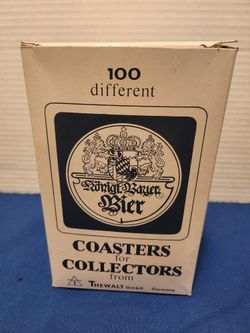 100
different
Königl. Bayer.
Bier
COASTERS
for
COLLECTORS
from
THEWALT GmbH Germany